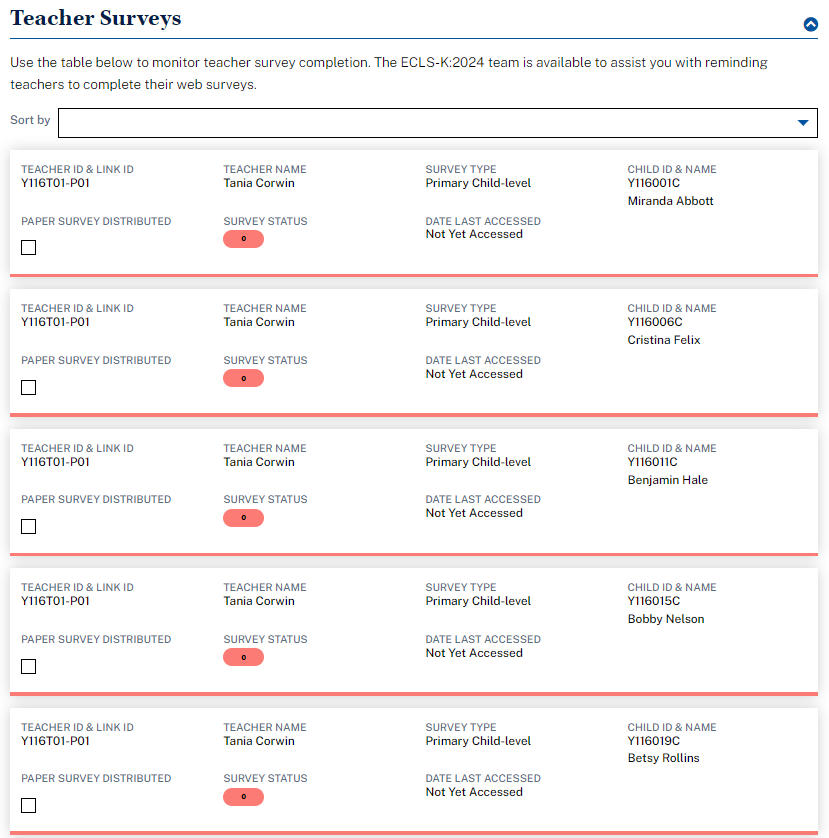 Teacher Surveys
Use the table below to monitor teacher survey completion. The ECLS-K:2024 team is available to assist you with reminding
teachers to complete their web surveys.
Sort by
TEACHER ID & LINK ID TEACHER NAME SURVEY TYPE CHILD ID & NAME
Y116T01-P01 Tania Corwin Primary Child-level Y116001C
Miranda Abbott
PAPER SURVEY DISTRIBUTED SURVEY STATUS DATE LAST ACCESSED
0 Not Yet Accessed
TEACHER ID & LINK ID TEACHER NAME SURVEY TYPE CHILD ID & NAME
Y116T01-P01 Tania Corwin Primary Child-level Y116006C
Cristina Felix
PAPER SURVEY DISTRIBUTED SURVEY STATUS DATE LAST ACCESSED
0 Not Yet Accessed
TEACHER ID & LINK ID TEACHER NAME SURVEY TYPE CHILD ID & NAME
Y116T01-P01 Tania Corwin Primary Child-level Y116011C
Benjamin Hale
PAPER SURVEY DISTRIBUTED SURVEY STATUS DATE LAST ACCESSED
0 Not Yet Accessed
TEACHER ID & LINK ID TEACHER NAME SURVEY TYPE CHILD ID & NAME
Y116T01-P01 Tania Corwin Primary Child-level Y116015C
Bobby Nelson
PAPER SURVEY DISTRIBUTED SURVEY STATUS DATE LAST ACCESSED
0 Not Yet Accessed
TEACHER ID & LINK ID TEACHER NAME SURVEY TYPE CHILD ID & NAME
Y116T01-P01 Tania Corwin Primary Child-level Y116019C
Betsy Rollins
PAPER SURVEY DISTRIBUTED SURVEY STATUS DATE LAST ACCESSED
0 Not Yet Accessed